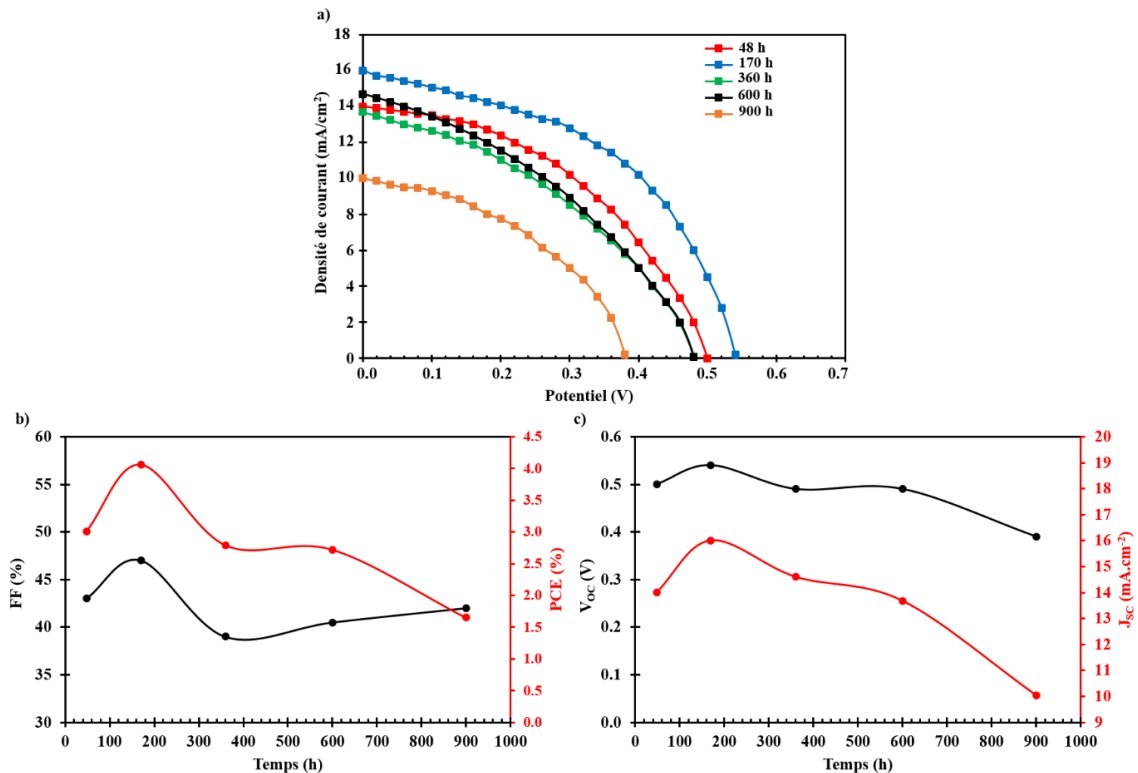 a)
18
16
14
12
10
8
6
4
2
0
Densité de courant (mA/cm²)
48 h
170 h
360 h
600 h
900 h
0.0 0.1 0.2 0.3 0.4 0.5 0.6 0.7
Potentiel (V)
b)
60
55
50
45
40
35
30
FF (%)
4.5
4.0
3.5
3.0
2.5
2.0
1.5
1.0
0.5
0.0
PCE (%)
0 100 200 300 400 500 600 700 800 900 1000
Temps (h)
c)
0.6
0.5
0.4
0.3
0.2
0.1
0.0
V_OC (V)
20
19
18
17
16
15
14
13
12
11
10
9
J_SC (mA.cm⁻²)
0 100 200 300 400 500 600 700 800 900 1000
Temps (h)